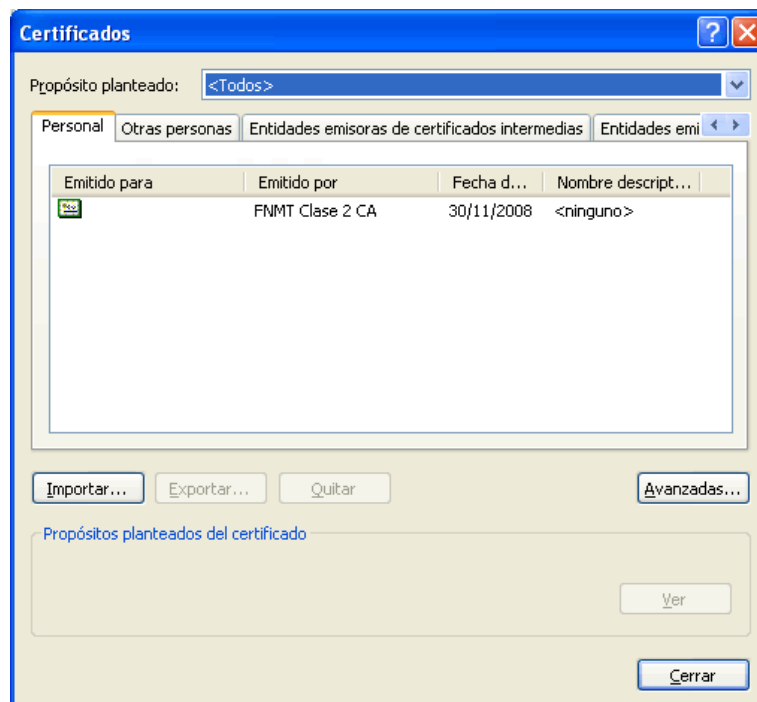 Certificados
Propósito planteado: <Todos>
Personal Otras personas Entidades emisoras de certificados intermedias Entidades emi
Emitido para Emitido por Fecha d... Nombre descript...
FNMT Clase 2 CA 30/11/2008 <ninguno>
Importar... Exportar... Quitar Avanzadas...
Propósitos planteados del certificado
Ver
Cerrar